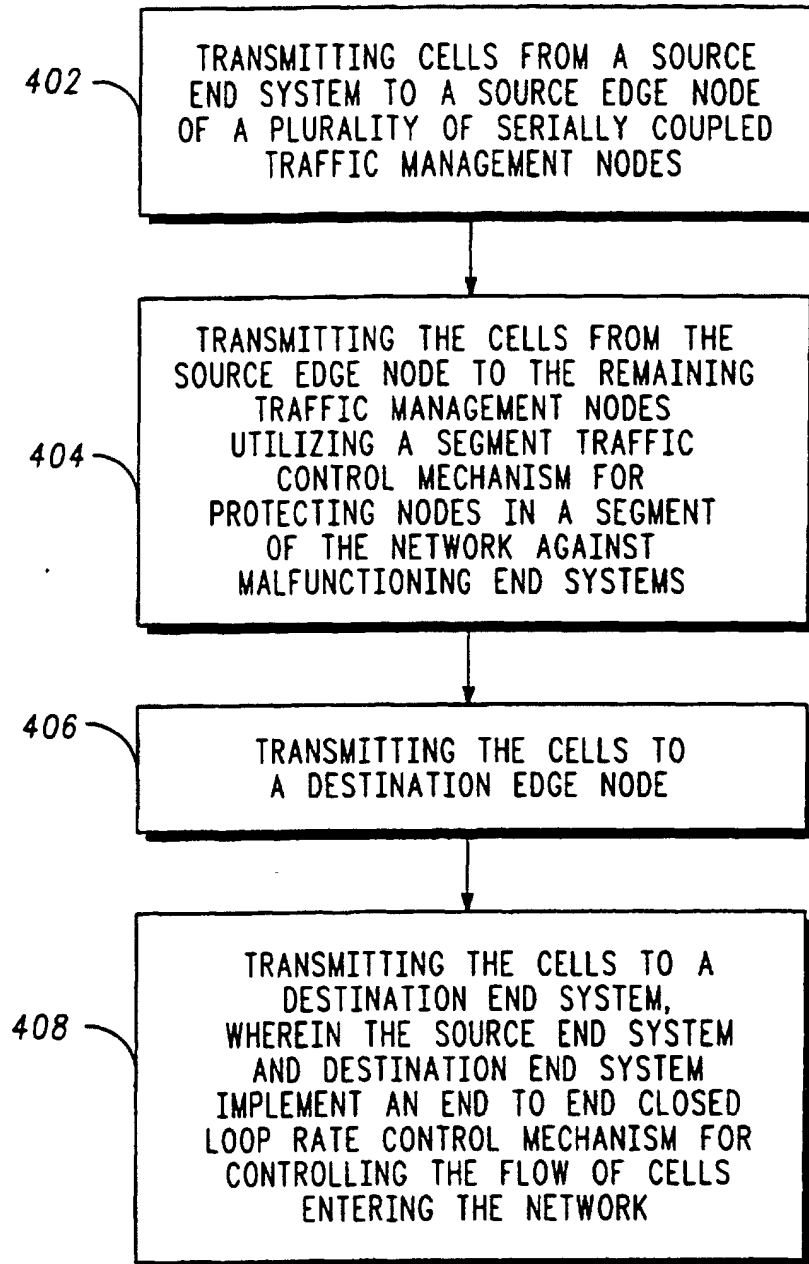 402
TRANSMITTING CELLS FROM A SOURCE
END SYSTEM TO A SOURCE EDGE NODE
OF A PLURALITY OF SERIALLY COUPLED
TRAFFIC MANAGEMENT NODES
404
TRANSMITTING THE CELLS FROM THE
SOURCE EDGE NODE TO THE REMAINING
TRAFFIC MANAGEMENT NODES
UTILIZING A SEGMENT TRAFFIC
CONTROL MECHANISM FOR
PROTECTING NODES IN A SEGMENT
OF THE NETWORK AGAINST
MALFUNCTIONING END SYSTEMS
406
TRANSMITTING THE CELLS TO
A DESTINATION EDGE NODE
408
TRANSMITTING THE CELLS TO A
DESTINATION END SYSTEM,
WHEREIN THE SOURCE END SYSTEM
AND DESTINATION END SYSTEM
IMPLEMENT AN END TO END CLOSED
LOOP RATE CONTROL MECHANISM FOR
CONTROLLING THE FLOW OF CELLS
ENTERING THE NETWORK